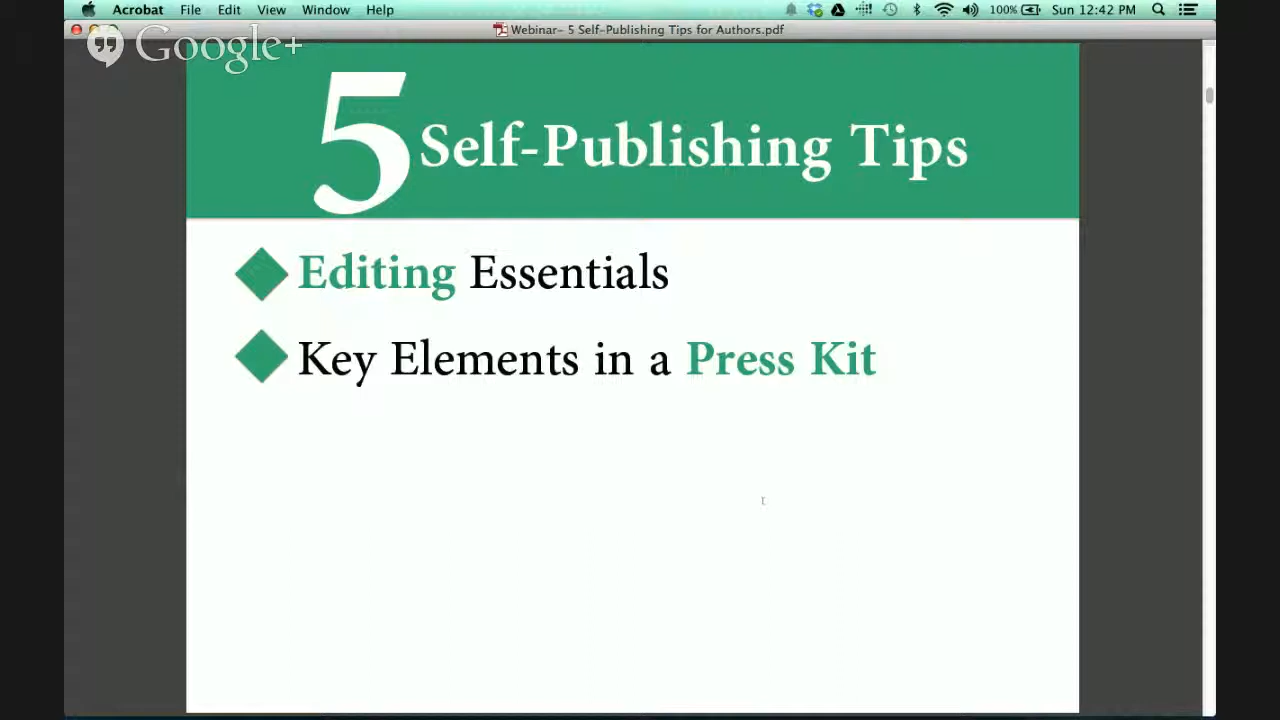 Acrobat File Edit View Window Help 100% Sun 12:42 PM
Webinar- 5 Self-Publishing Tips for Authors.pdf
Google+
5 Self-Publishing Tips
Editing Essentials
Key Elements in a Press Kit